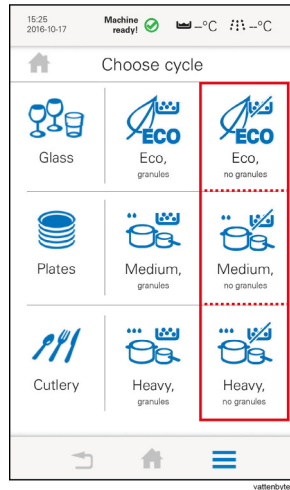 15:25
2016-10-17
Machine
ready!
–°C
--°C
Choose cycle
Glass
ECO
Eco,
granules
ECO
Eco,
no granules
Plates
Medium,
granules
Medium,
no granules
Cutlery
Heavy,
granules
Heavy,
no granules
vattenbyte